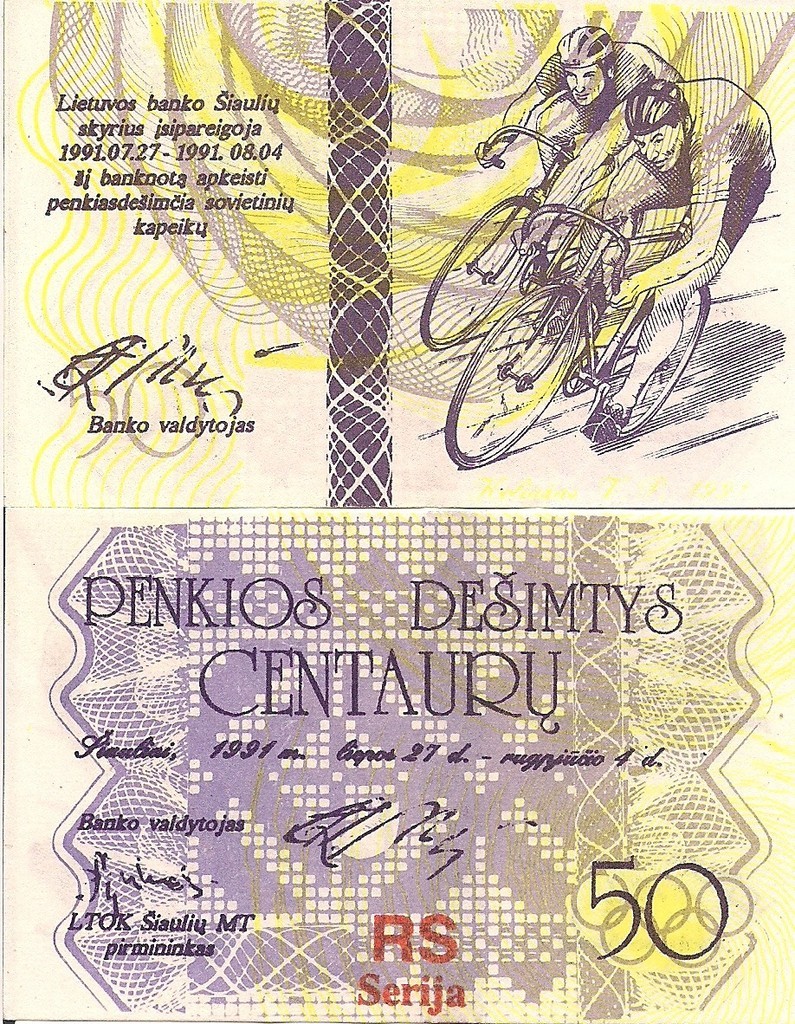 Lietuvos banko Šiaulių
skyrius įsipareigoja
1991.07.27 - 1991. 08.04
šį banknotą apkeisti
penkiasdešimčia sovietinių
kapeikų
50
Banko valdytojas
PENKIOS DEŠIMTYS
CENTAURŲ
Šiauliai, 1991 m. liepos 27 d. - rugpjūčio 4 d.
Banko valdytojas
LTOK Šiaulių MT
pirmininkas
50
RS
Serija